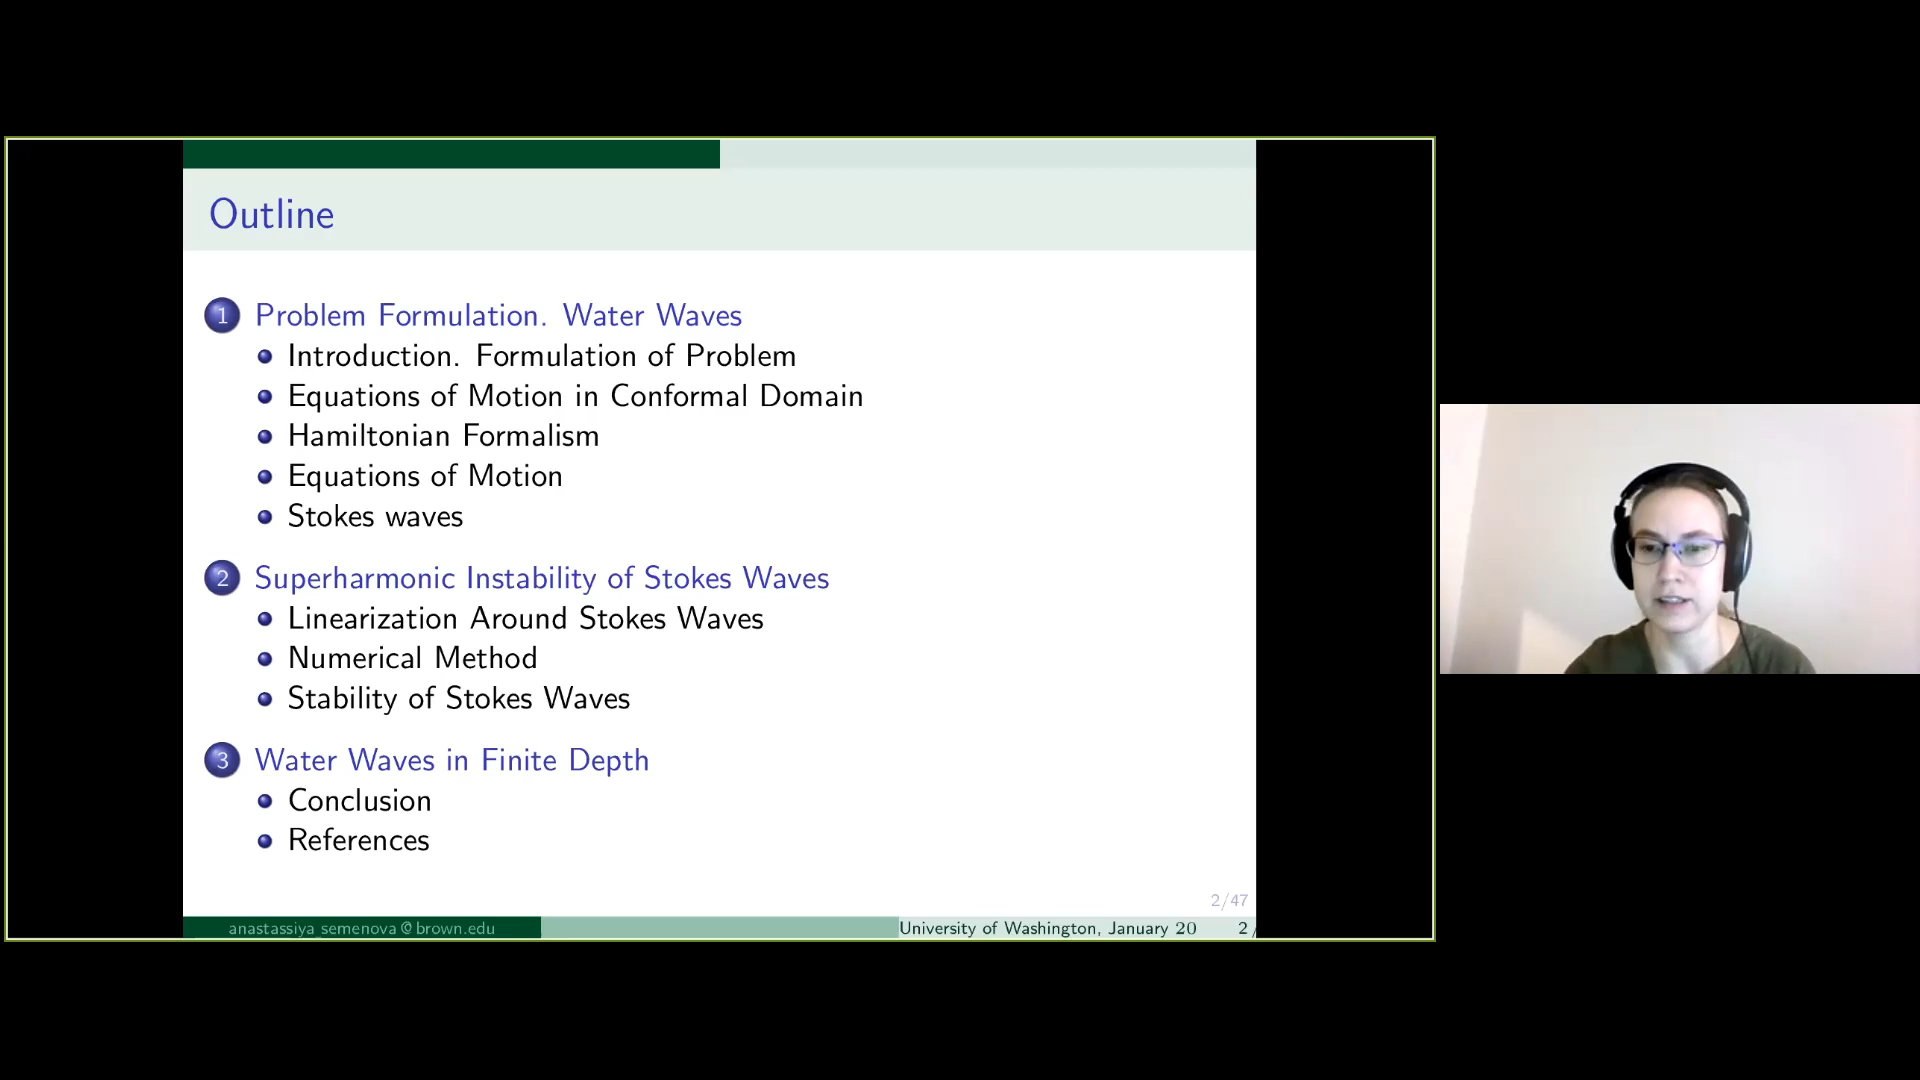 Outline
1 Problem Formulation. Water Waves
Introduction. Formulation of Problem
Equations of Motion in Conformal Domain
Hamiltonian Formalism
Equations of Motion
Stokes waves
2 Superharmonic Instability of Stokes Waves
Linearization Around Stokes Waves
Numerical Method
Stability of Stokes Waves
3 Water Waves in Finite Depth
Conclusion
References
2/47
anastassiya_semenova@brown.edu University of Washington, January 20 2 /